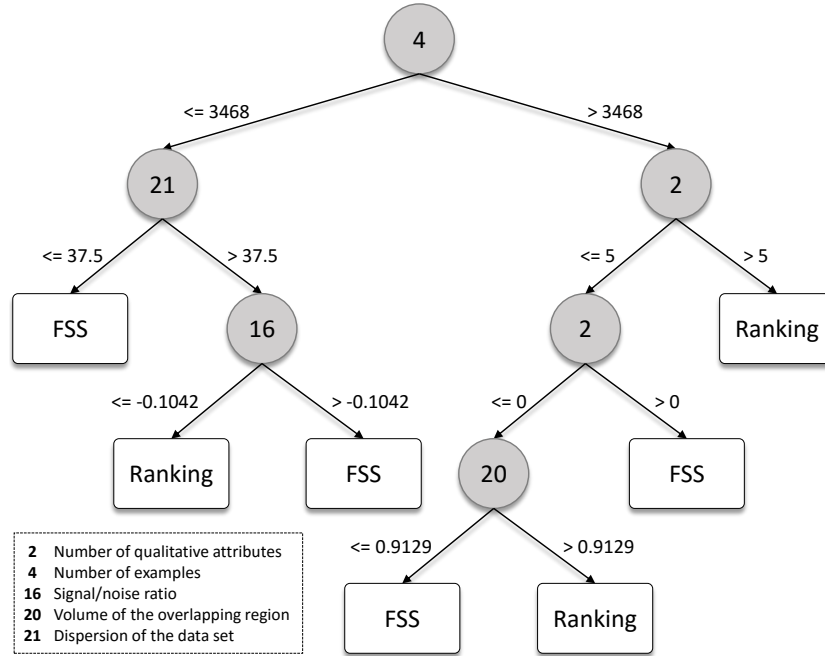 4
<= 3468
> 3468
21
2
<= 37.5
> 37.5
<= 5
> 5
FSS
16
2
Ranking
<= -0.1042
> -0.1042
<= 0
> 0
Ranking
FSS
20
FSS
<= 0.9129
> 0.9129
FSS
Ranking
2 Number of qualitative attributes
4 Number of examples
16 Signal/noise ratio
20 Volume of the overlapping region
21 Dispersion of the data set